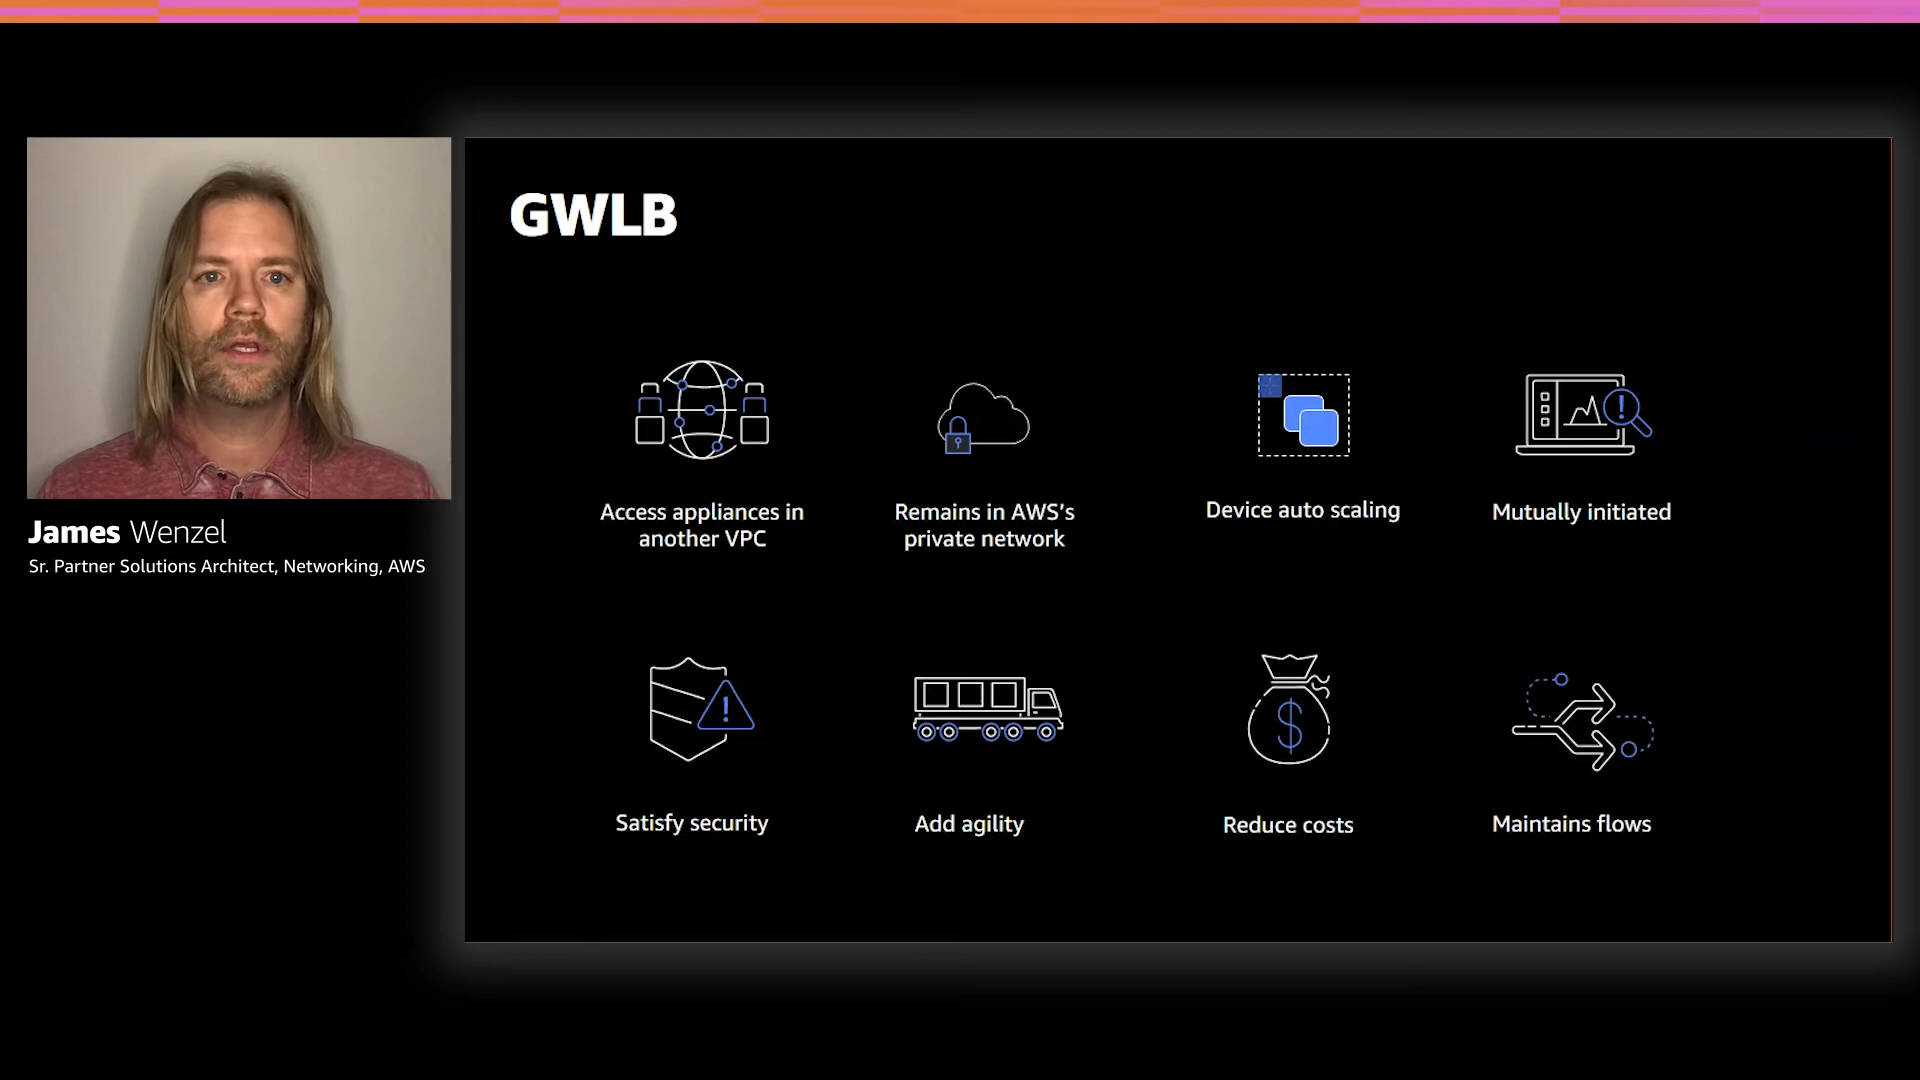 GWLB
Access appliances in
another VPC
Remains in AWS's
private network
Device auto scaling
Mutually initiated
Satisfy security
Add agility
Reduce costs
Maintains flows
James Wenzel
Sr. Partner Solutions Architect, Networking, AWS